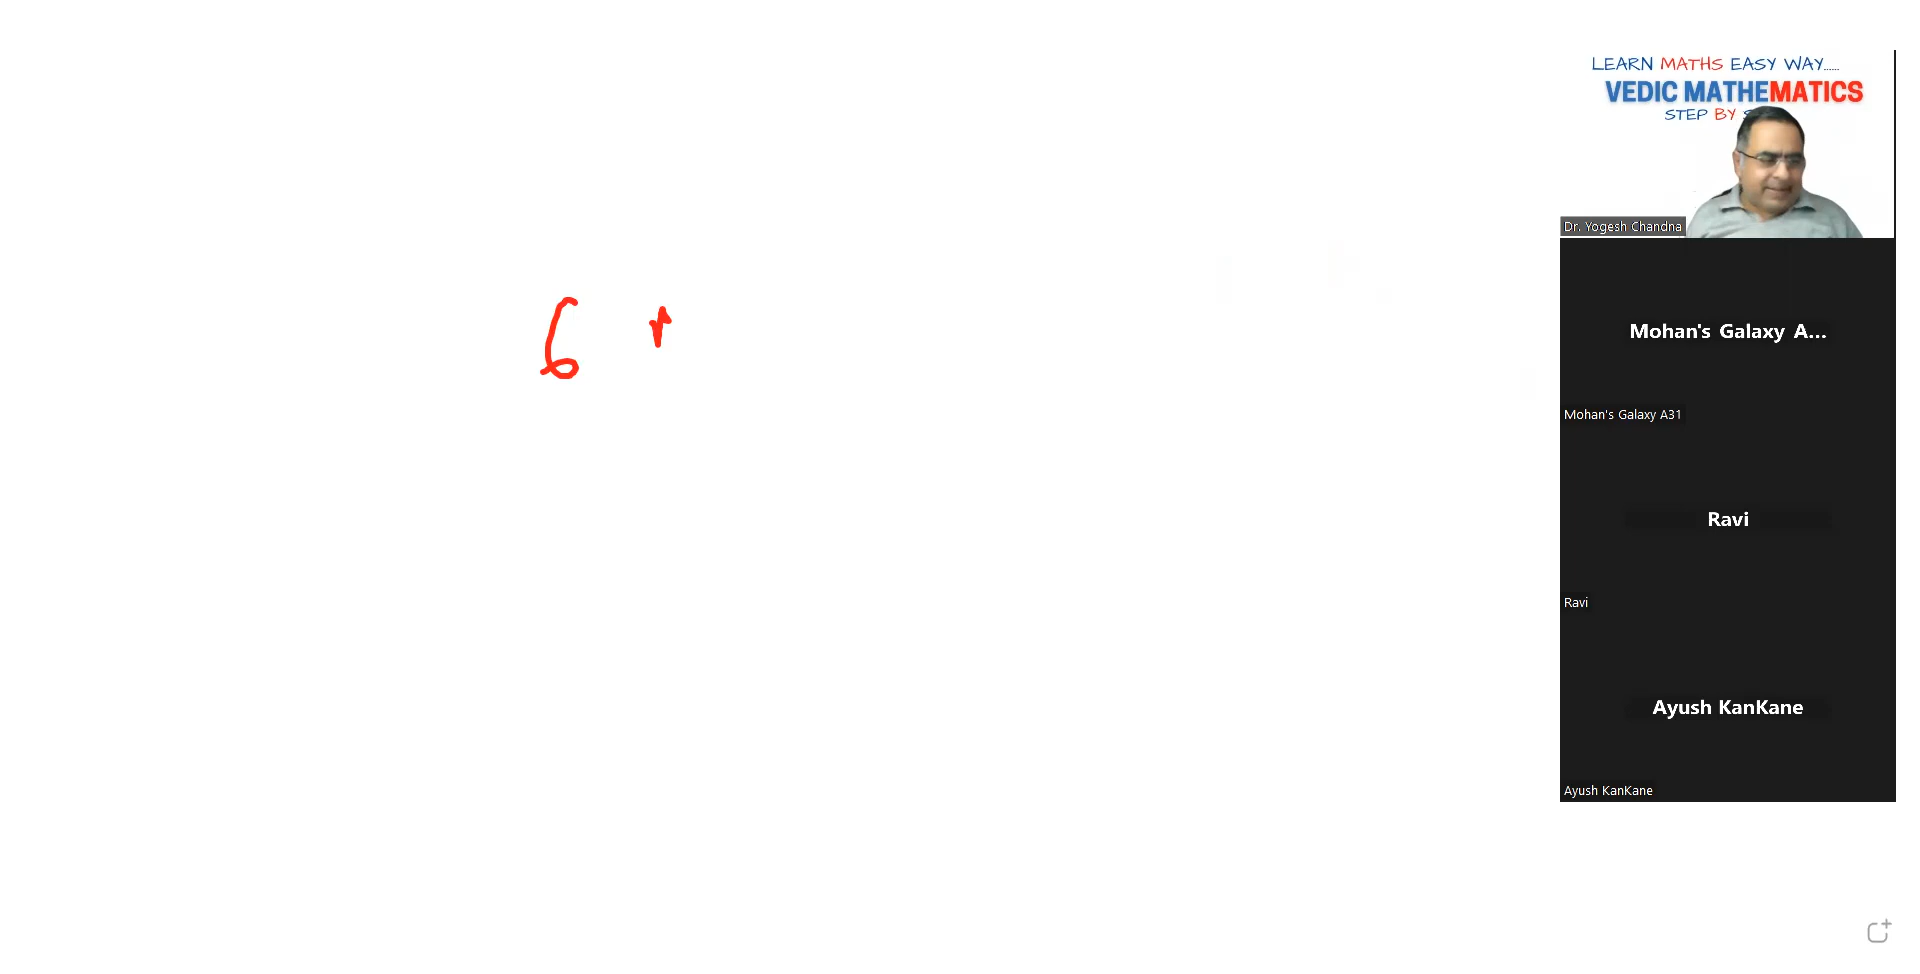 LEARN MATHS EASY WAY......
VEDIC MATHEMATICS
STEP BY
Dr. Yogesh Chandna
6
Mohan's Galaxy A...
Mohan's Galaxy A31
Ravi
Ravi
Ayush KanKane
Ayush KanKane